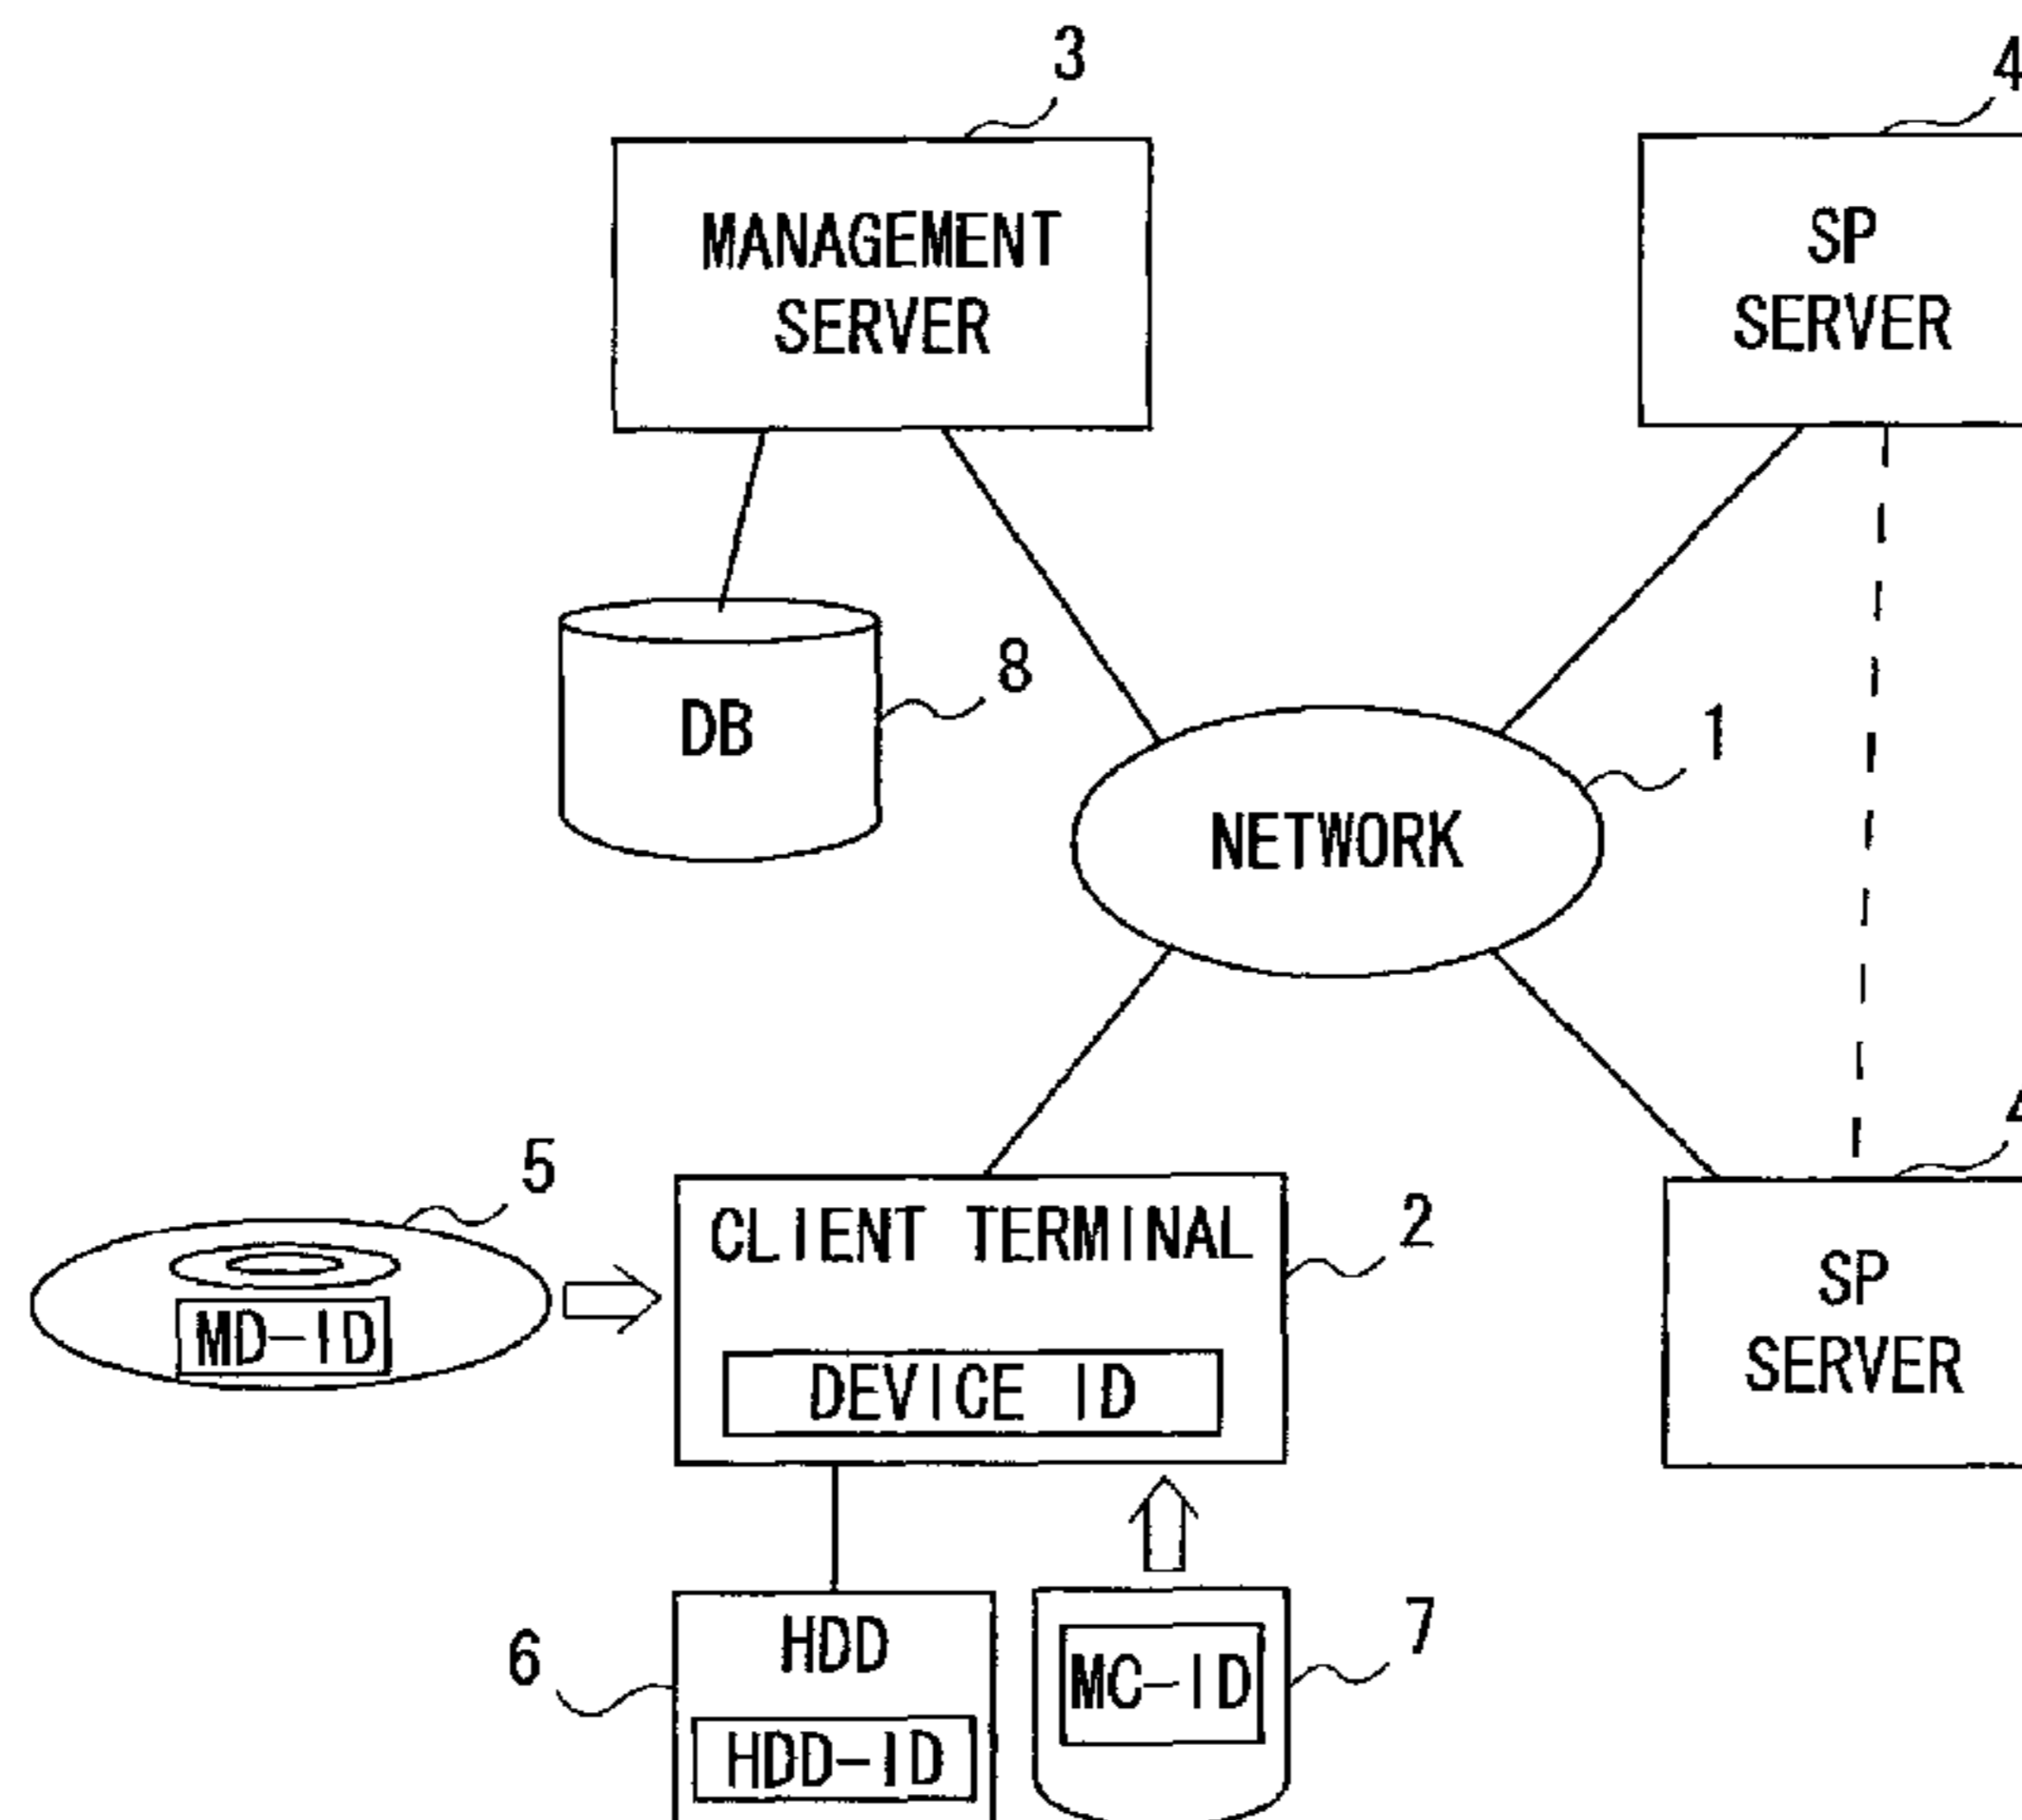 3
4
MANAGEMENT
SERVER
SP
SERVER
8
DB
1
NETWORK
5
2
CLIENT TERMINAL
MD-ID
DEVICE ID
SP
SERVER
6
HDD
7
MC-ID
HDD-ID